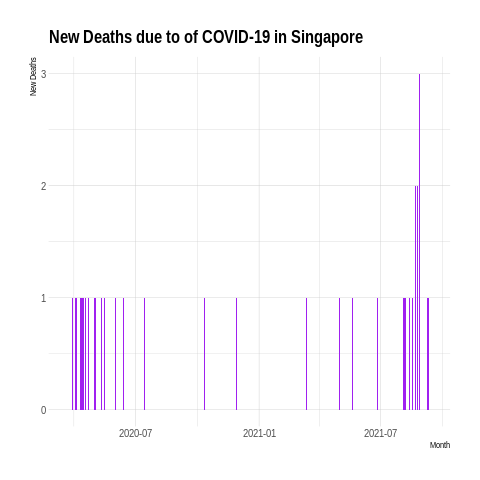 New Deaths due to of COVID-19 in Singapore
New Deaths
3
2
1
0
2020-07 2021-01 2021-07
Month